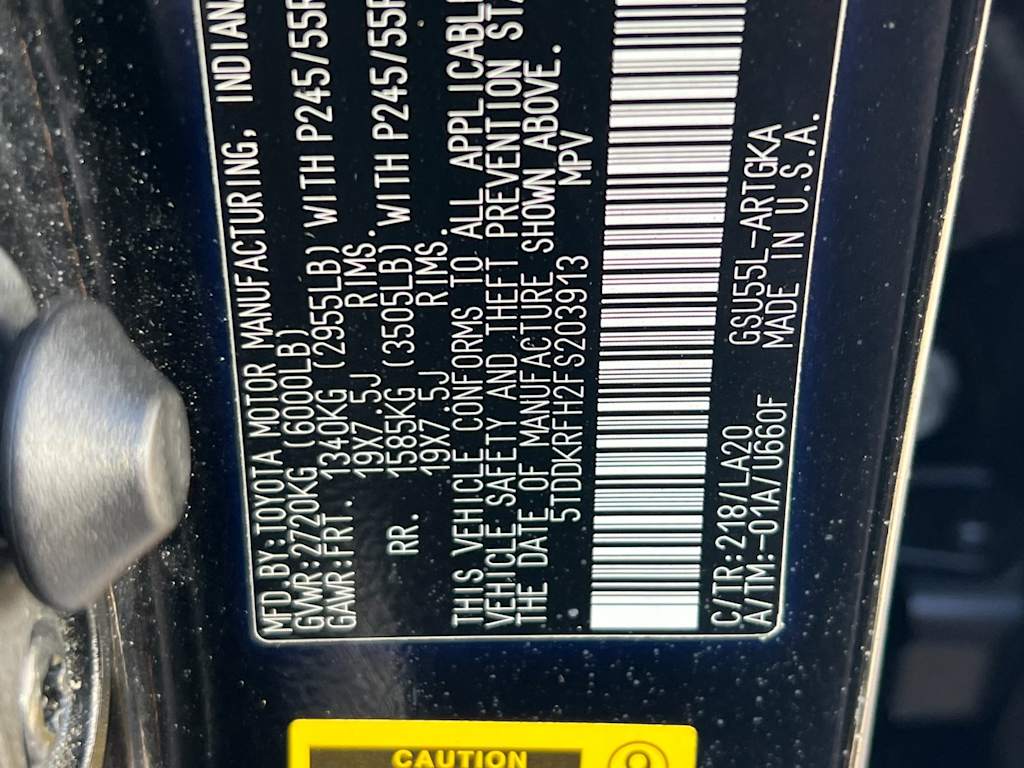 MFD.BY:TOYOTA MOTOR MANUFACTURING, INDIANA
GVWR:2720KG (6000LB)
GAWR:FRT. 1340KG (2955LB) WITH P245/55R
19X7.5J RIMS.
RR. 1585KG (3505LB) WITH P245/55R
19X7.5J RIMS.
THIS VEHICLE CONFORMS TO ALL APPLICABL
VEHICLE SAFETY AND THEFT PREVENTION STA
THE DATE OF MANUFACTURE SHOWN ABOVE.
5TDDKRFH2FS203913 MPV
C/TR:218/LA20 GSU55L-ARTGKA
A/TM:-01A/U660F MADE IN U.S.A.
CAUTION